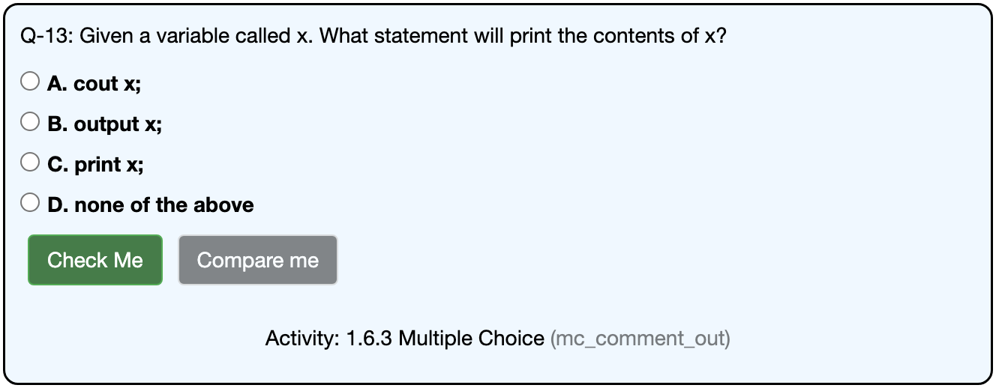 Q-13: Given a variable called x. What statement will print the contents of x?
A. cout x;
B. output x;
C. print x;
D. none of the above
Check Me Compare me
Activity: 1.6.3 Multiple Choice (mc_comment_out)